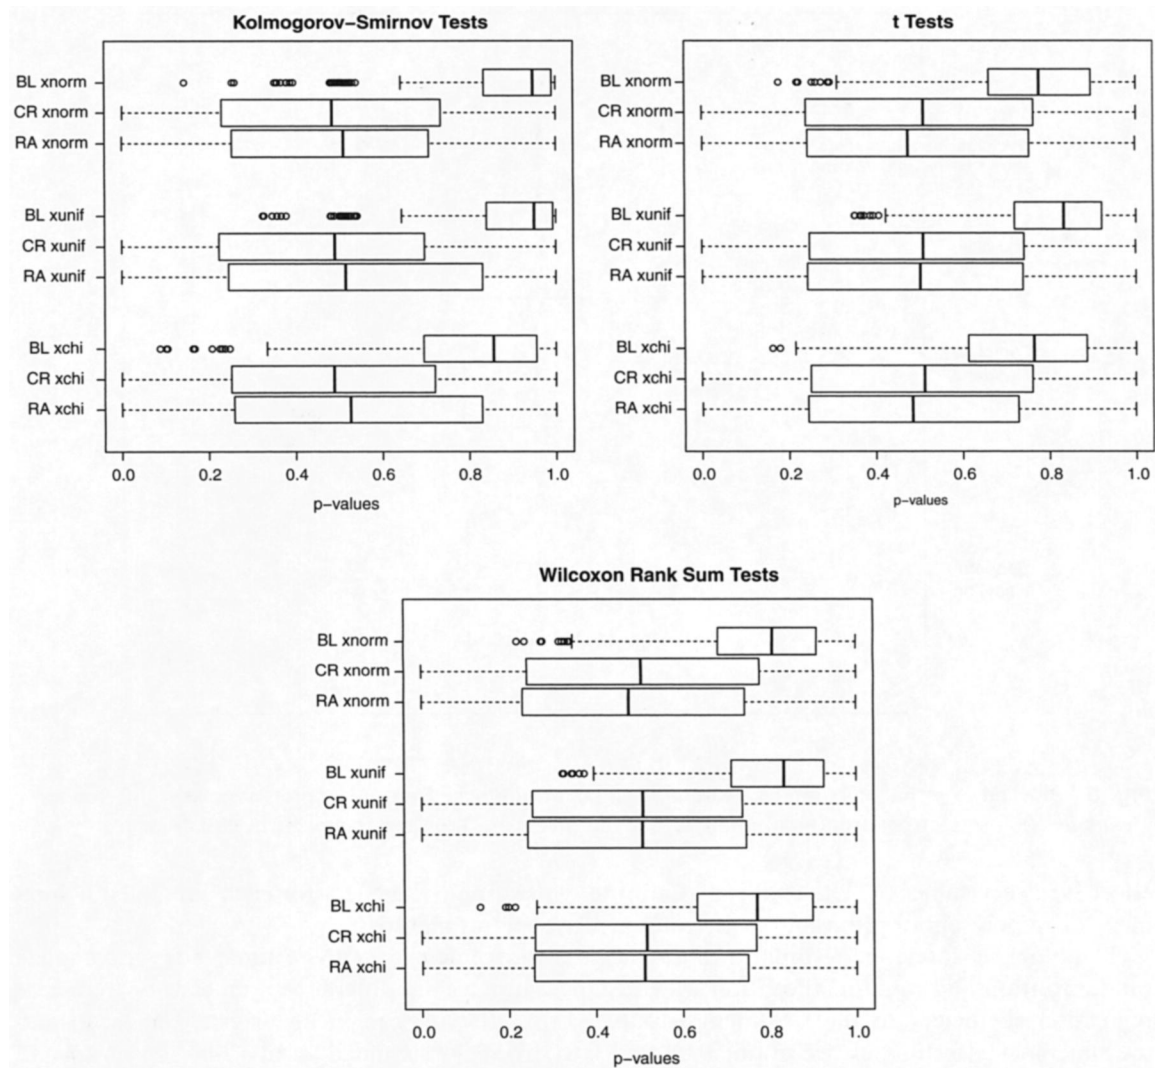 Kolmogorov−Smirnov Tests
BL xnorm
CR xnorm
RA xnorm
BL xunif
CR xunif
RA xunif
BL xchi
CR xchi
RA xchi
0.0 0.2 0.4 0.6 0.8 1.0
p−values
t Tests
BL xnorm
CR xnorm
RA xnorm
BL xunif
CR xunif
RA xunif
BL xchi
CR xchi
RA xchi
0.0 0.2 0.4 0.6 0.8 1.0
p−values
Wilcoxon Rank Sum Tests
BL xnorm
CR xnorm
RA xnorm
BL xunif
CR xunif
RA xunif
BL xchi
CR xchi
RA xchi
0.0 0.2 0.4 0.6 0.8 1.0
p−values